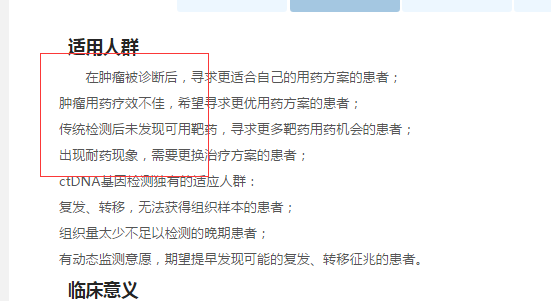 适用人群
在肿瘤被诊断后，寻求更适合自己的用药方案的患者；
肿瘤用药疗效不佳，希望寻求更优用药方案的患者；
传统检测后未发现可用靶药，寻求更多靶药用药机会的患者；
出现耐药现象，需要更换治疗方案的患者；
ctDNA基因检测独有的适应人群：
复发、转移，无法获得组织样本的患者；
组织量太少不足以检测的晚期患者；
有动态监测意愿，期望提早发现可能的复发、转移征兆的患者。
临床意义